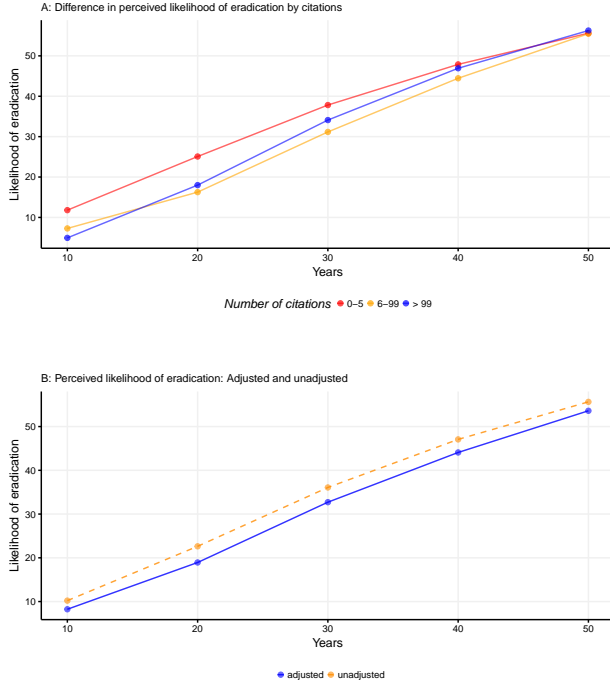 A: Difference in perceived likelihood of eradication by citations
Likelihood of eradication
50
40
30
20
10
10 20 30 40 50
Years
Number of citations 0−5 6−99 > 99
B: Perceived likelihood of eradication: Adjusted and unadjusted
Likelihood of eradication
50
40
30
20
10
10 20 30 40 50
Years
adjusted unadjusted